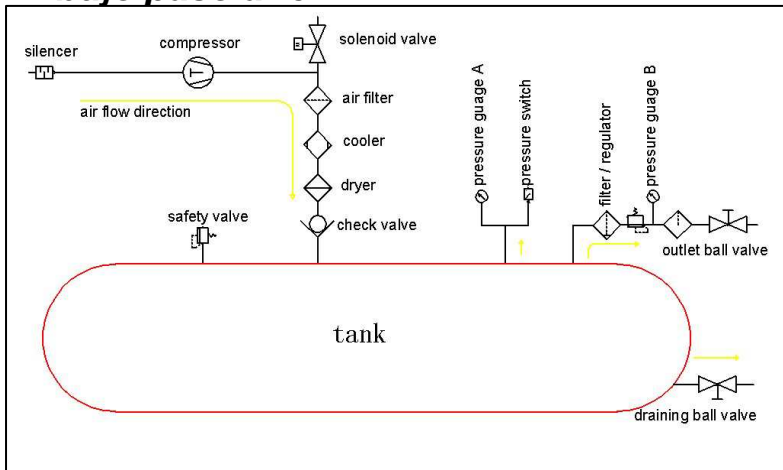 silencer
compressor
solenoid valve
air flow direction
air filter
cooler
dryer
check valve
safety valve
pressure guage A
pressure switch
filter / regulator
pressure guage B
outlet ball valve
tank
draining ball valve